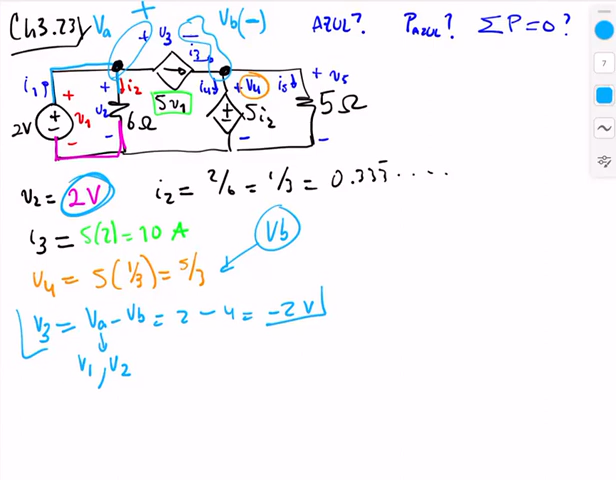 Ch3.23)
Va + Vb(-) AZUL? PAZUL? ΣP=0?
+ v3 - i3
i1 + i2 + i4 + V4 i5 + v5
2V + - v1 v2 6Ω 5v1 ± 5i2 5Ω
- - - -
v2 = 2V i2 = 2/6 = 1/3 = 0.333....
i3 = 5(2) = 10 A
v4 = 5(1/3) = 5/3 Vb
v3 = Va - Vb = 2 - 4 = -2 V
v1, v2